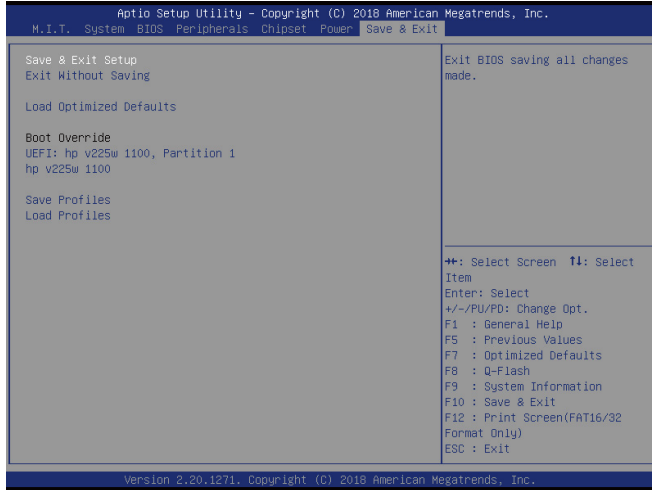 Aptio Setup Utility – Copyright (C) 2018 American Megatrends, Inc.
M.I.T. System BIOS Peripherals Chipset Power Save & Exit
Save & Exit Setup
Exit Without Saving
Load Optimized Defaults
Boot Override
UEFI: hp v225w 1100, Partition 1
hp v225w 1100
Save Profiles
Load Profiles
Exit BIOS saving all changes
made.
→←: Select Screen ↑↓: Select
Item
Enter: Select
+/-/PU/PD: Change Opt.
F1 : General Help
F5 : Previous Values
F7 : Optimized Defaults
F8 : Q-Flash
F9 : System Information
F10 : Save & Exit
F12 : Print Screen(FAT16/32
Format Only)
ESC : Exit
Version 2.20.1271. Copyright (C) 2018 American Megatrends, Inc.